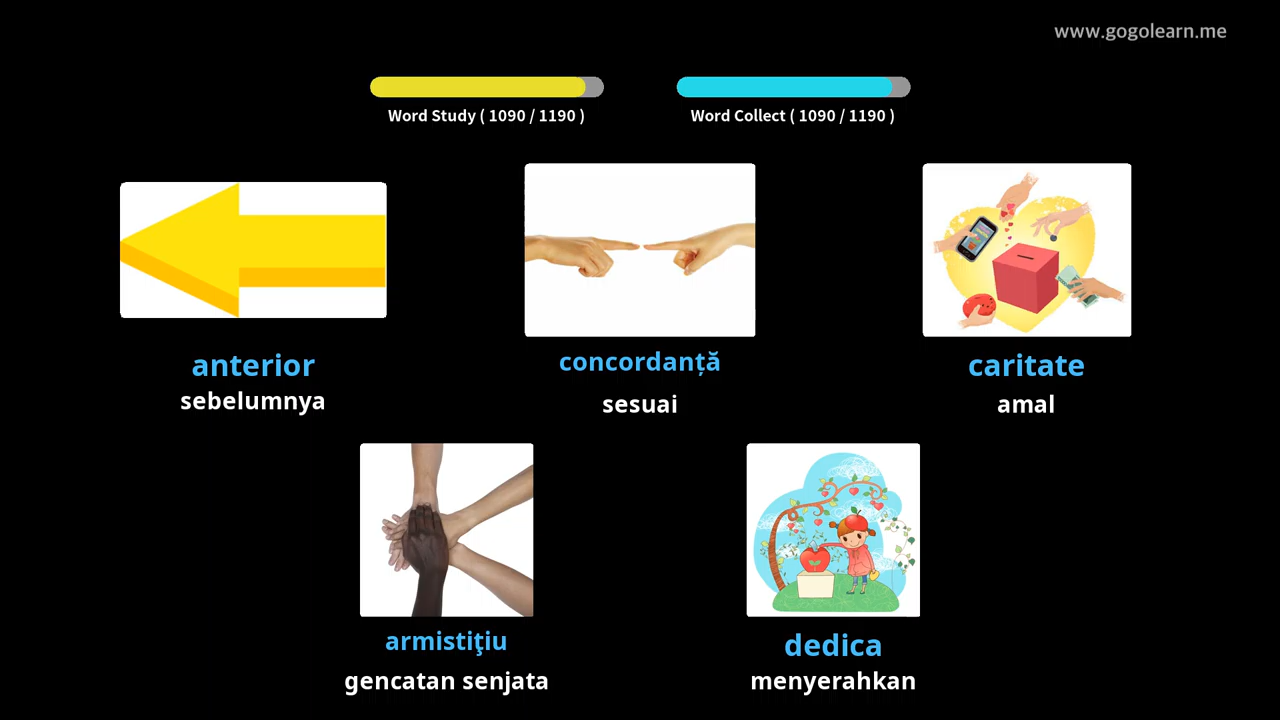 www.gogolearn.me
Word Study ( 1090 / 1190 )
Word Collect ( 1090 / 1190 )
anterior
sebelumnya
concordanță
sesuai
caritate
amal
armistiţiu
gencatan senjata
dedica
menyerahkan